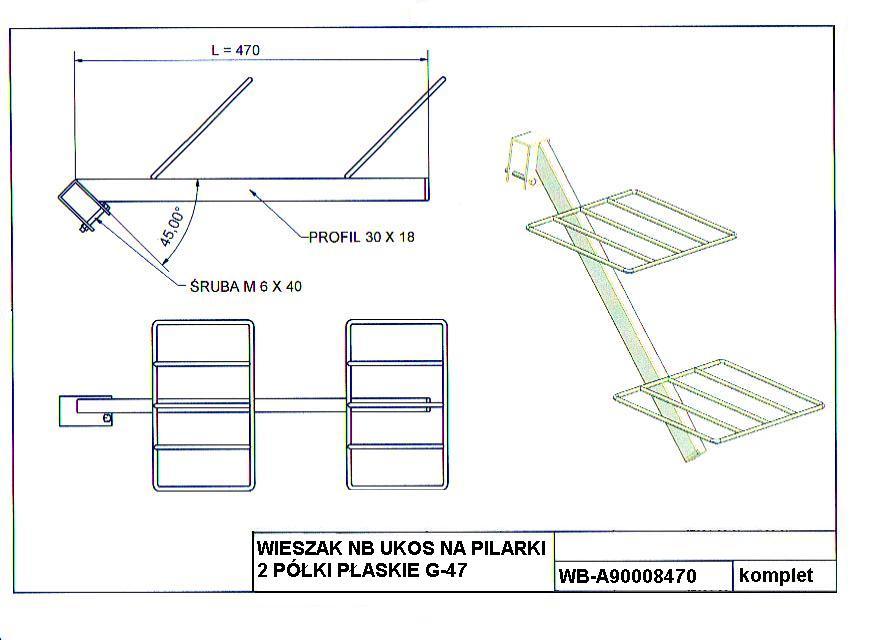 L = 470
45,00°
PROFIL 30 X 18
ŚRUBA M 6 X 40
WIESZAK NB UKOS NA PILARKI
2 PÓŁKI PŁASKIE G-47
WB-A90008470
komplet